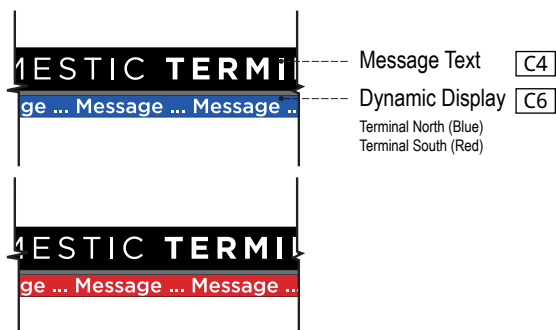 MESTIC TERMI
ge ... Message ... Message ..
Message Text C4
Dynamic Display C6
Terminal North (Blue)
Terminal South (Red)
MESTIC TERMI
ge ... Message ... Message ..